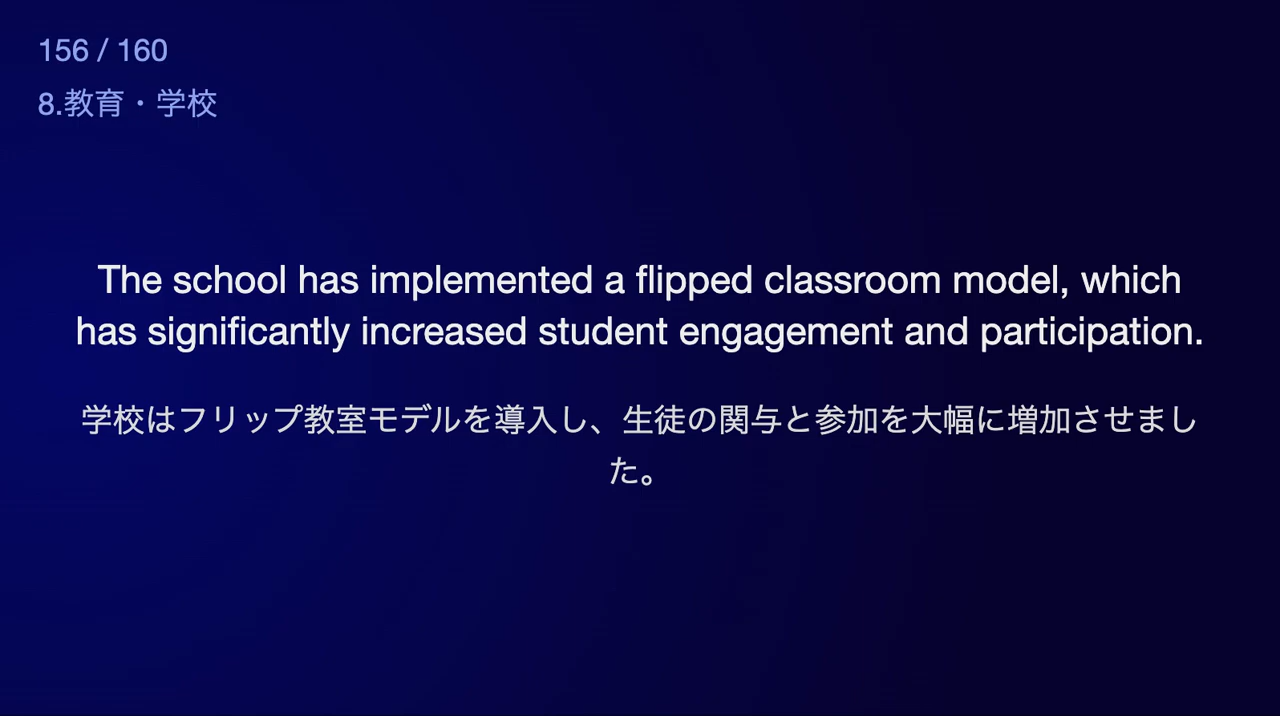 156 / 160
8.教育・学校
The school has implemented a flipped classroom model, which
has significantly increased student engagement and participation.
学校はフリップ教室モデルを導入し、生徒の関与と参加を大幅に増加させまし
た。